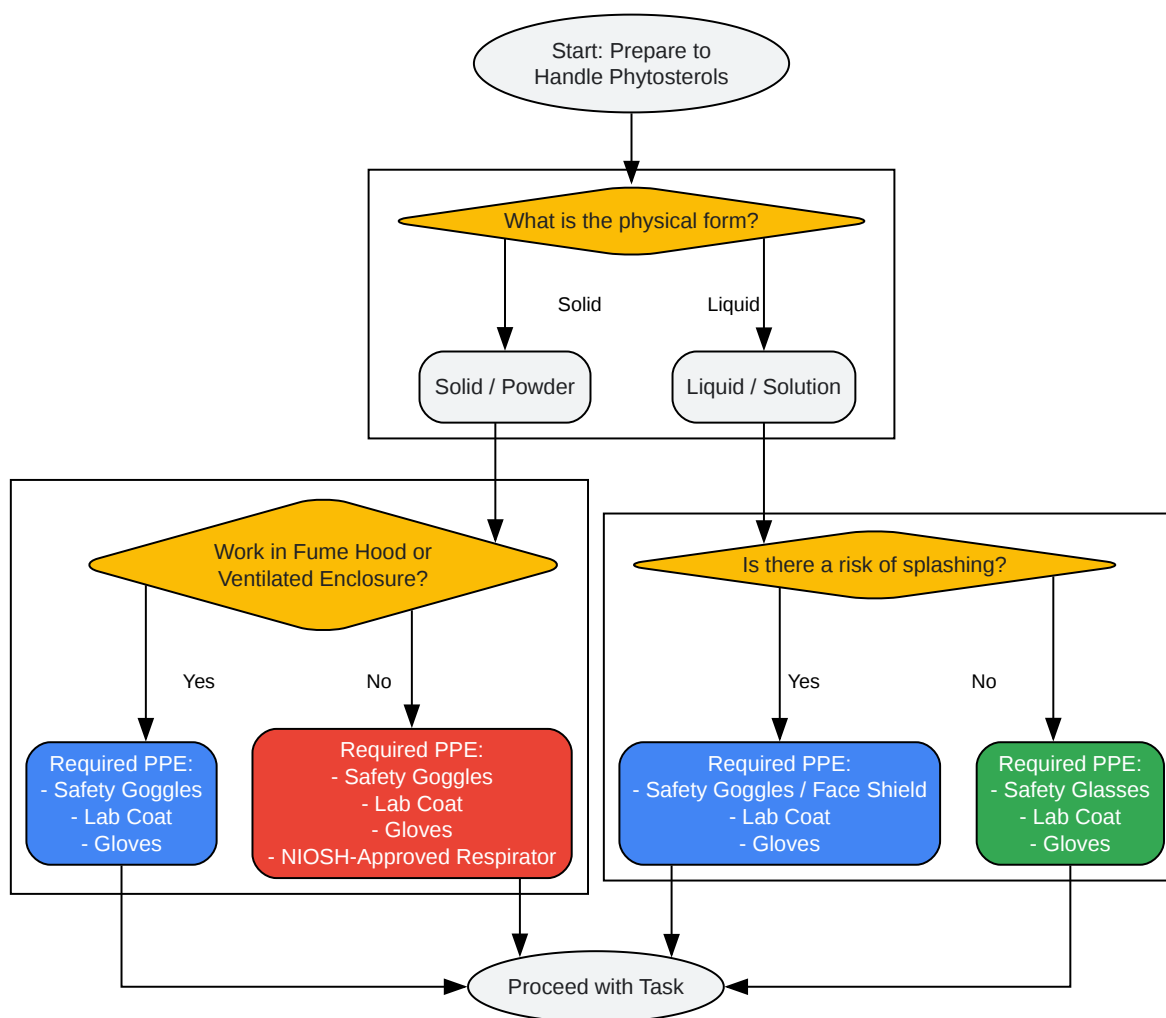 Start: Prepare to
Handle Phytosterols
What is the physical form?
Solid
Liquid
Solid / Powder
Liquid / Solution
Work in Fume Hood or
Ventilated Enclosure?
Is there a risk of splashing?
Yes
No
Yes
No
Required PPE:
- Safety Goggles
- Lab Coat
- Gloves
Required PPE:
- Safety Goggles
- Lab Coat
- Gloves
- NIOSH-Approved Respirator
Required PPE:
- Safety Goggles / Face Shield
- Lab Coat
- Gloves
Required PPE:
- Safety Glasses
- Lab Coat
- Gloves
Proceed with Task